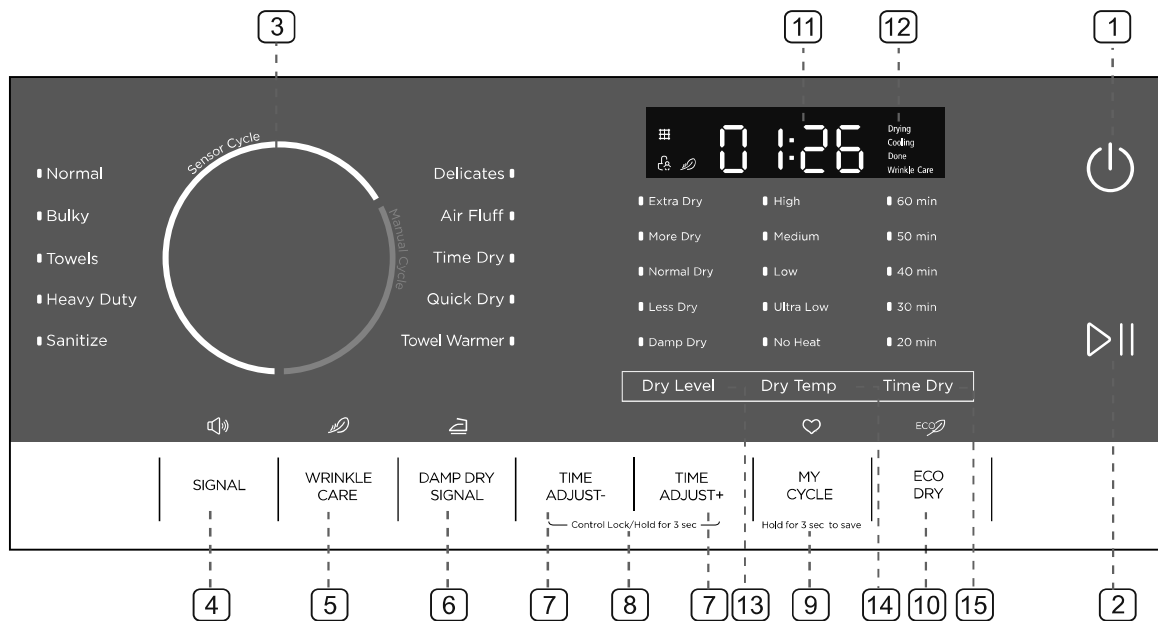 3
11
12
1
Sensor Cycle
Manual Cycle
Normal
Bulky
Towels
Heavy Duty
Sanitize
Delicates
Air Fluff
Time Dry
Quick Dry
Towel Warmer
01:26
Drying
Cooling
Done
Wrinkle Care
Extra Dry
More Dry
Normal Dry
Less Dry
Damp Dry
High
Medium
Low
Ultra Low
No Heat
60 min
50 min
40 min
30 min
20 min
Dry Level
Dry Temp
Time Dry
ECO
SIGNAL
WRINKLE
CARE
DAMP DRY
SIGNAL
TIME
ADJUST-
TIME
ADJUST+
Control Lock/Hold for 3 sec
MY
CYCLE
Hold for 3 sec to save
ECO
DRY
4
5
6
7
8
7
13
9
14
10
15
2